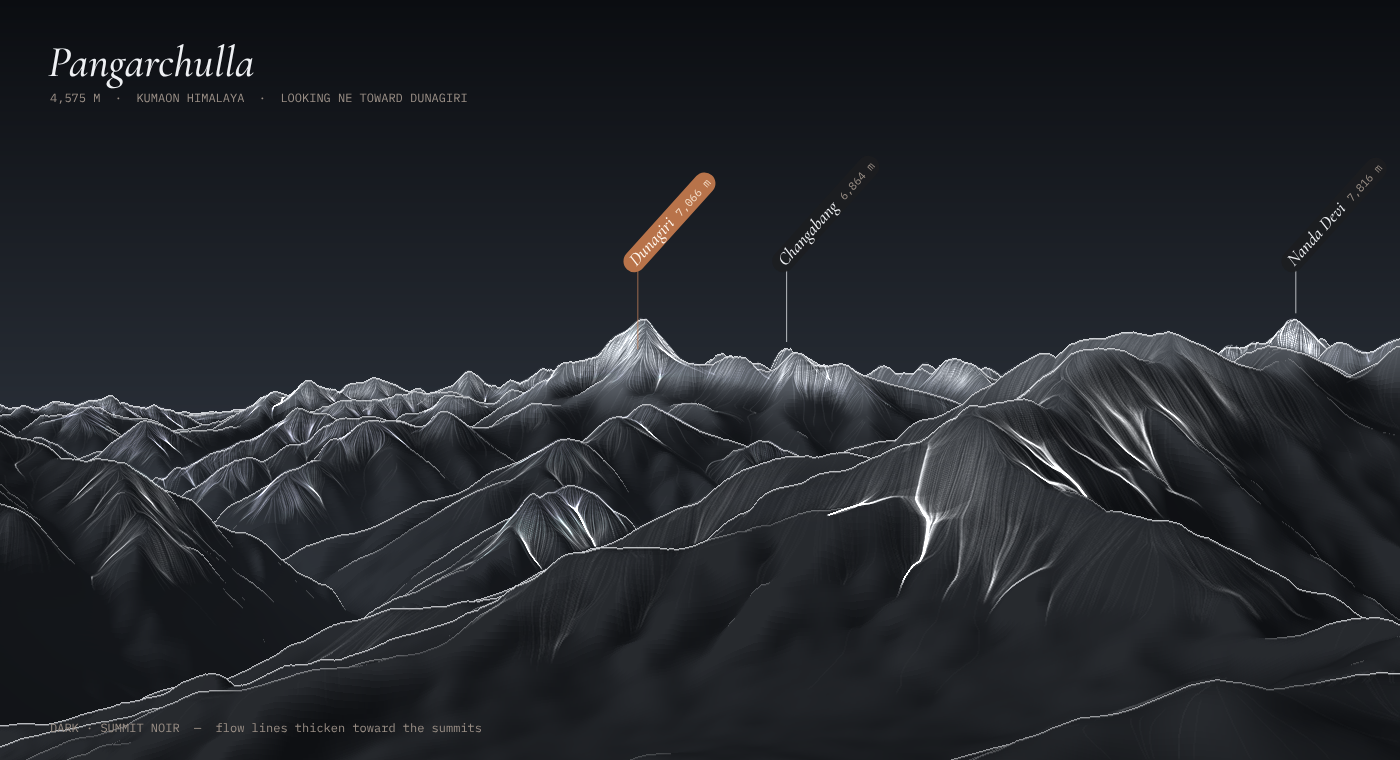 Pangarchulla
4,575 M · KUMAON HIMALAYA · LOOKING NE TOWARD DUNAGIRI
Dunagiri 7,066 m
Changabang 6,864 m
Nanda Devi 7,816 m
DARK · SUMMIT NOIR — flow lines thicken toward the summits